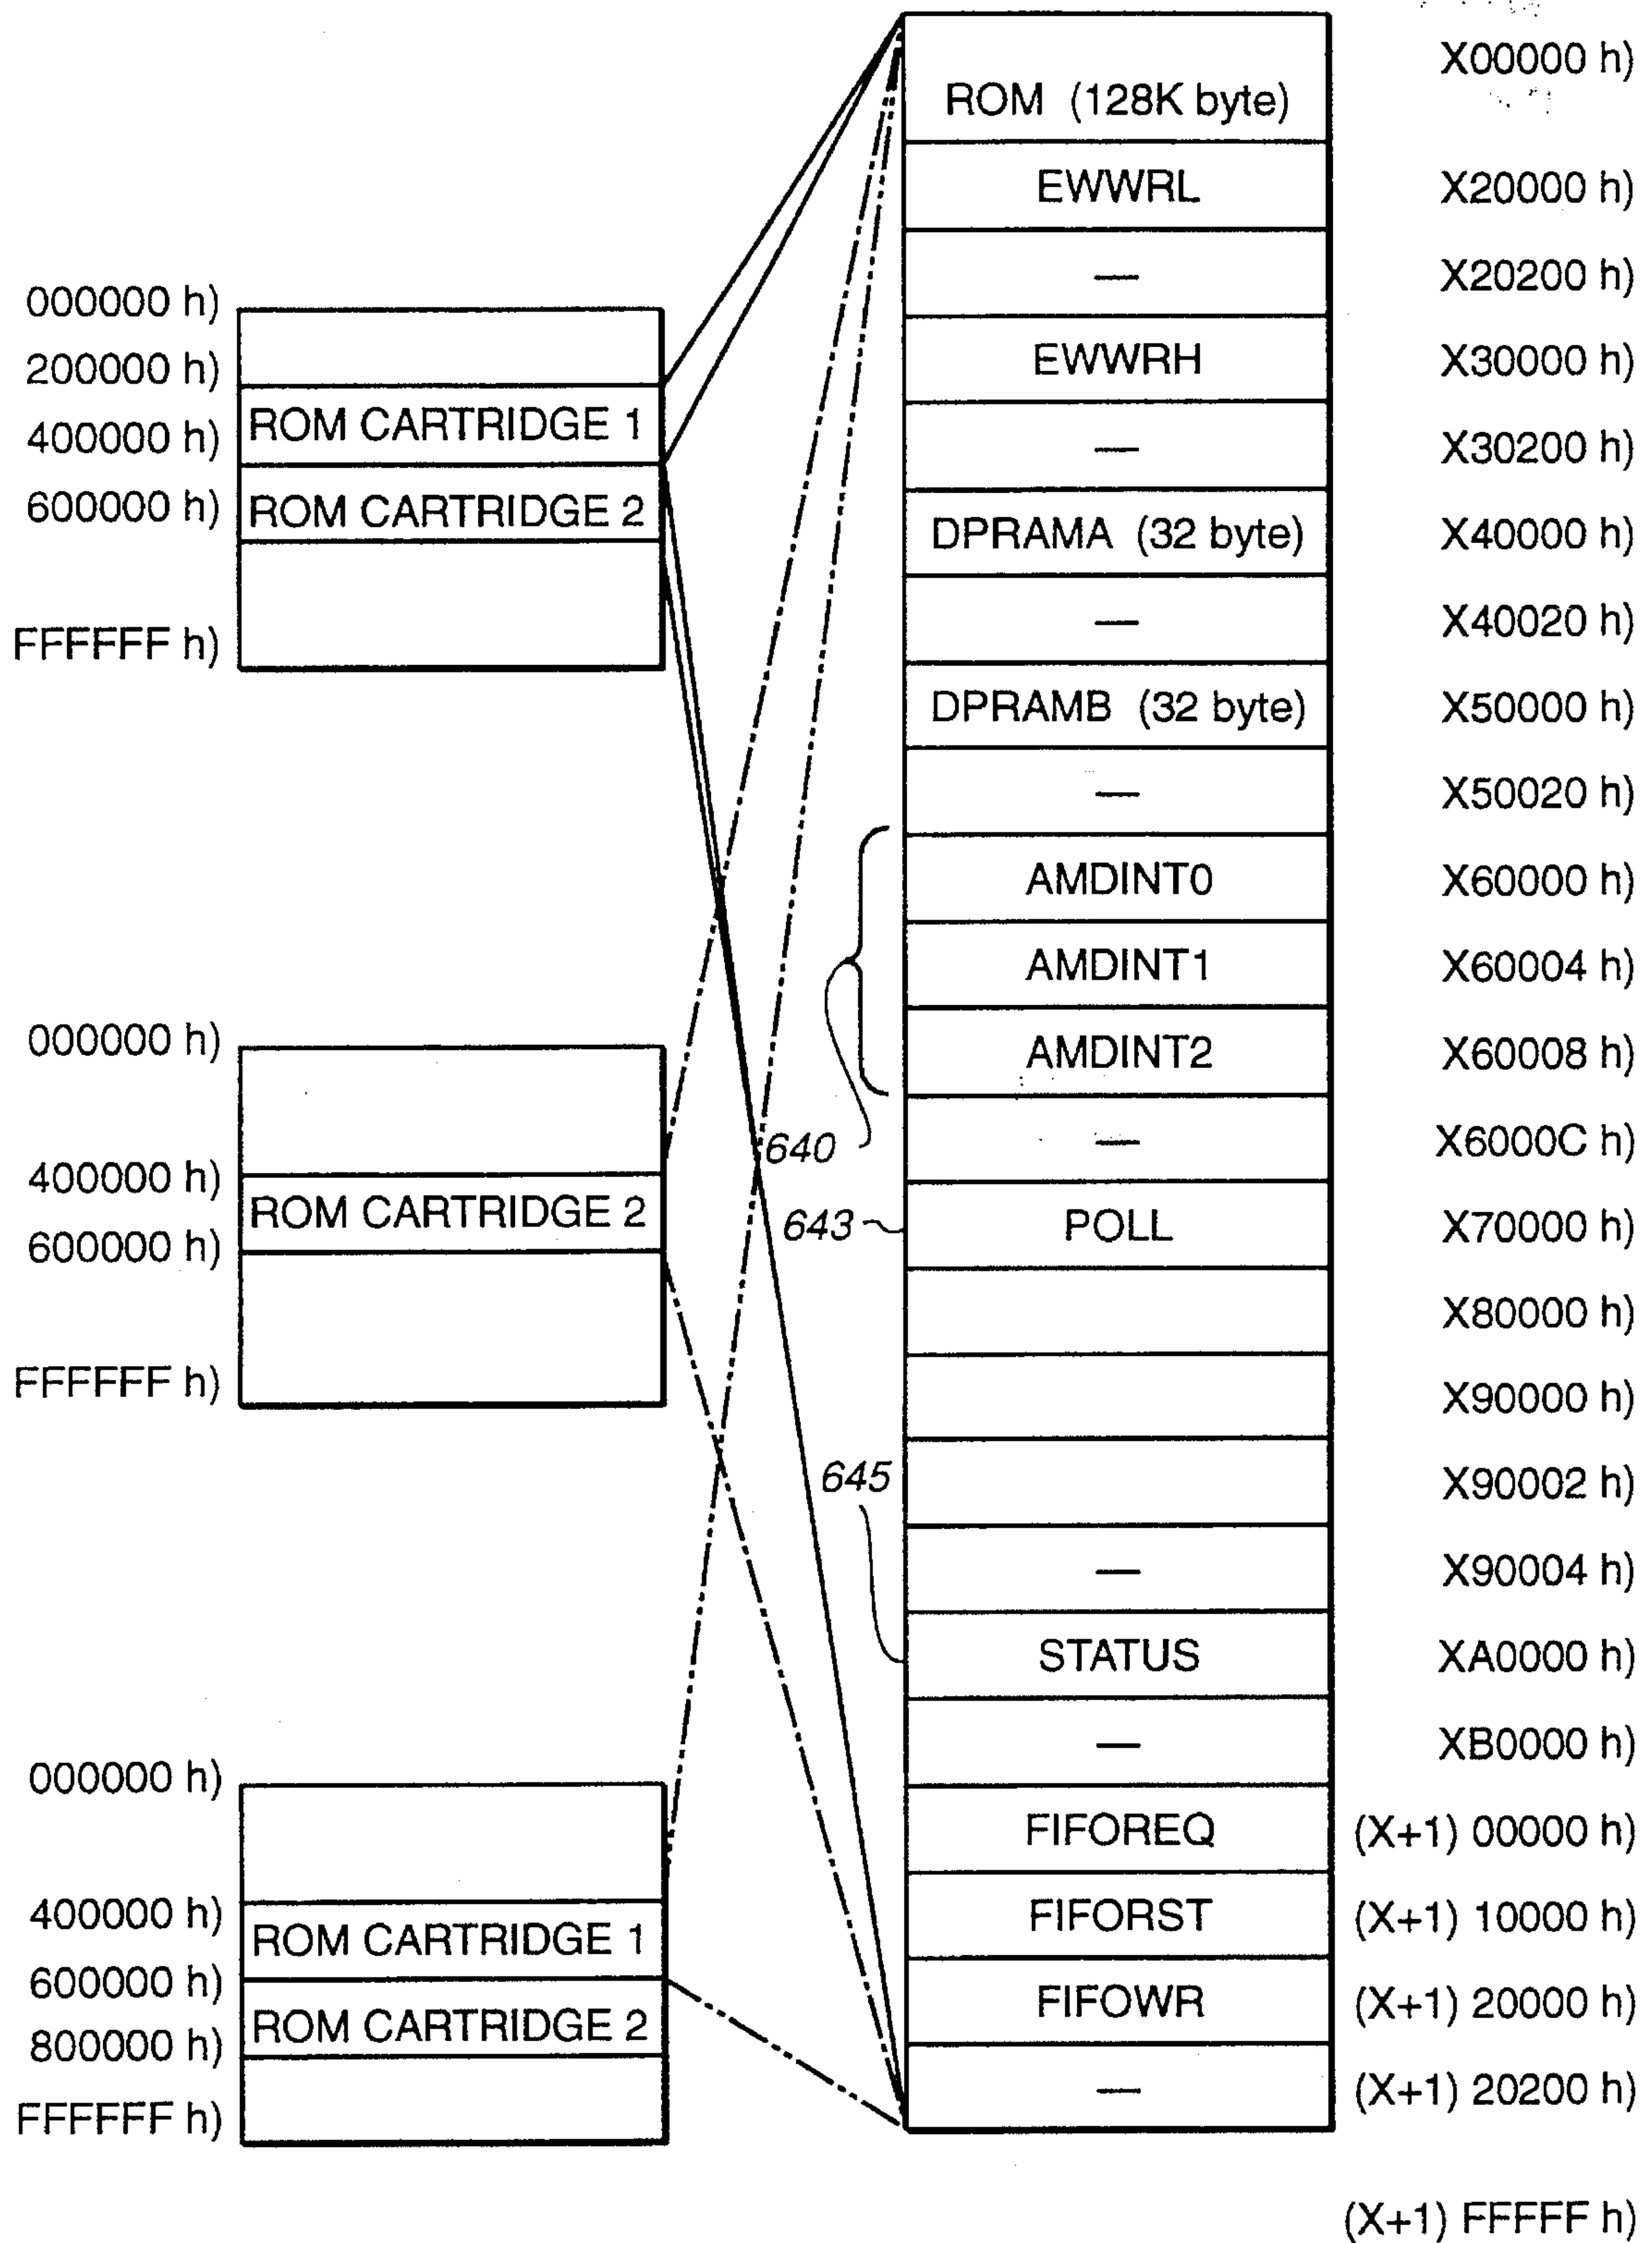 000000 h)
200000 h)
ROM CARTRIDGE 1
400000 h)
ROM CARTRIDGE 2
600000 h)
FFFFFF h)
000000 h)
400000 h)
ROM CARTRIDGE 2
600000 h)
FFFFFF h)
000000 h)
400000 h)
ROM CARTRIDGE 1
600000 h)
ROM CARTRIDGE 2
800000 h)
FFFFFF h)
640
643
645
X00000 h)
ROM (128K byte)
EWWRL X20000 h)
— X20200 h)
EWWRH X30000 h)
— X30200 h)
DPRAMA (32 byte) X40000 h)
— X40020 h)
DPRAMB (32 byte) X50000 h)
— X50020 h)
AMDINT0 X60000 h)
AMDINT1 X60004 h)
AMDINT2 X60008 h)
— X6000C h)
POLL X70000 h)
X80000 h)
X90000 h)
X90002 h)
— X90004 h)
STATUS XA0000 h)
— XB0000 h)
FIFOREQ (X+1) 00000 h)
FIFORST (X+1) 10000 h)
FIFOWR (X+1) 20000 h)
— (X+1) 20200 h)
(X+1) FFFFF h)